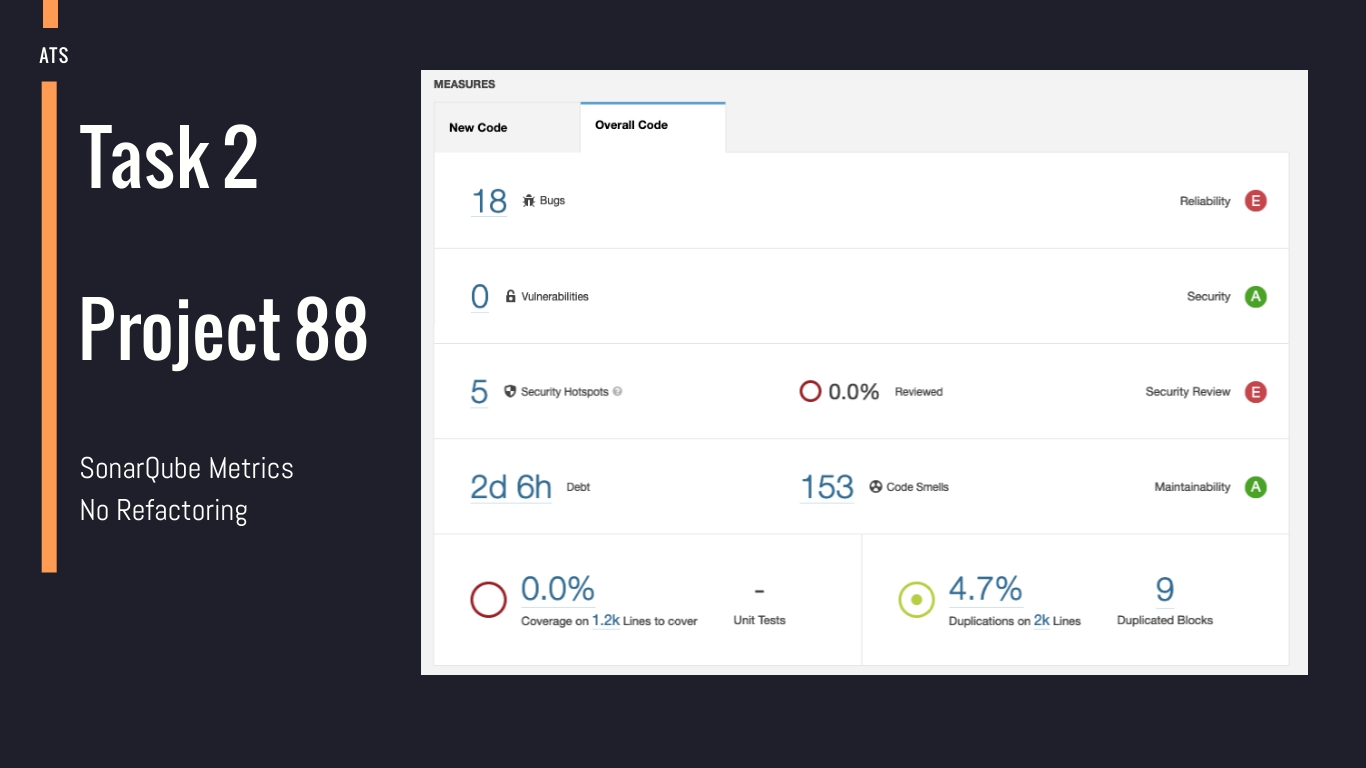 ATS
Task 2
Project 88
SonarQube Metrics
No Refactoring
MEASURES
New Code
Overall Code
18 Bugs
Reliability E
0 Vulnerabilities
Security A
5 Security Hotspots ?
0.0% Reviewed
Security Review E
2d 6h Debt
153 Code Smells
Maintainability A
0.0%
Coverage on 1.2k Lines to cover
-
Unit Tests
4.7%
Duplications on 2k Lines
9
Duplicated Blocks